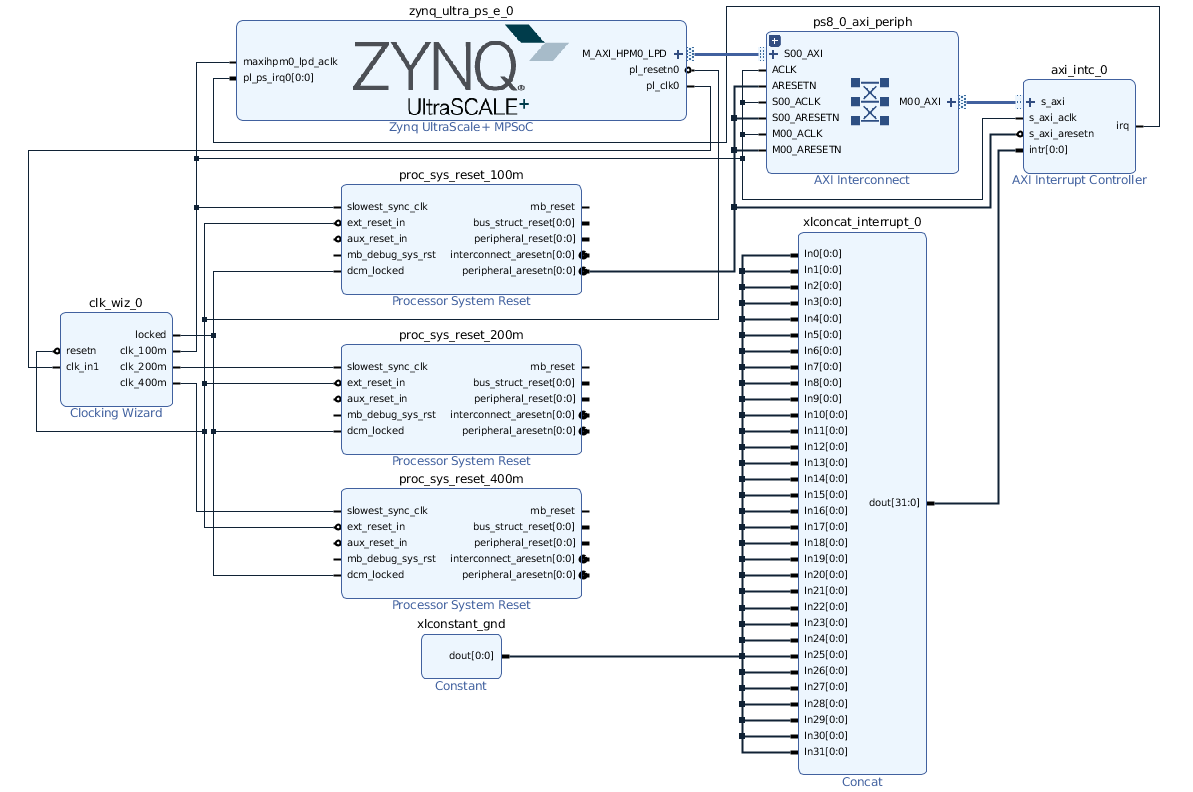 zynq_ultra_ps_e_0
maxihpm0_lpd_aclk
pl_ps_irq0[0:0]
ZYNQ
UltraSCALE+
M_AXI_HPM0_LPD
pl_resetn0
pl_clk0
Zynq UltraScale+ MPSoC
ps8_0_axi_periph
S00_AXI
ACLK
ARESETN
S00_ACLK
S00_ARESETN
M00_ACLK
M00_ARESETN
M00_AXI
AXI Interconnect
axi_intc_0
s_axi
s_axi_aclk
s_axi_aresetn
intr[0:0]
irq
AXI Interrupt Controller
proc_sys_reset_100m
slowest_sync_clk
ext_reset_in
aux_reset_in
mb_debug_sys_rst
dcm_locked
mb_reset
bus_struct_reset[0:0]
peripheral_reset[0:0]
interconnect_aresetn[0:0]
peripheral_aresetn[0:0]
Processor System Reset
clk_wiz_0
resetn
clk_in1
locked
clk_100m
clk_200m
clk_400m
Clocking Wizard
proc_sys_reset_200m
slowest_sync_clk
ext_reset_in
aux_reset_in
mb_debug_sys_rst
dcm_locked
mb_reset
bus_struct_reset[0:0]
peripheral_reset[0:0]
interconnect_aresetn[0:0]
peripheral_aresetn[0:0]
Processor System Reset
proc_sys_reset_400m
slowest_sync_clk
ext_reset_in
aux_reset_in
mb_debug_sys_rst
dcm_locked
mb_reset
bus_struct_reset[0:0]
peripheral_reset[0:0]
interconnect_aresetn[0:0]
peripheral_aresetn[0:0]
Processor System Reset
xlconstant_gnd
dout[0:0]
Constant
xlconcat_interrupt_0
In0[0:0]
In1[0:0]
In2[0:0]
In3[0:0]
In4[0:0]
In5[0:0]
In6[0:0]
In7[0:0]
In8[0:0]
In9[0:0]
In10[0:0]
In11[0:0]
In12[0:0]
In13[0:0]
In14[0:0]
In15[0:0]
In16[0:0]
In17[0:0]
In18[0:0]
In19[0:0]
In20[0:0]
In21[0:0]
In22[0:0]
In23[0:0]
In24[0:0]
In25[0:0]
In26[0:0]
In27[0:0]
In28[0:0]
In29[0:0]
In30[0:0]
In31[0:0]
dout[31:0]
Concat